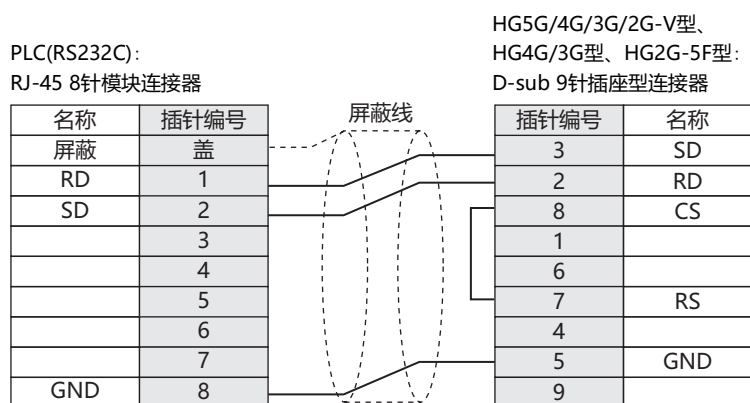 HG5G/4G/3G/2G-V型、
PLC(RS232C)： HG4G/3G型、HG2G-5F型：
RJ-45 8针模块连接器 D-sub 9针插座型连接器
名称 插针编号 屏蔽线 插针编号 名称
屏蔽 盖 3 SD
RD 1 2 RD
SD 2 8 CS
3 1
4 6
5 7 RS
6 4
7 5 GND
GND 8 9